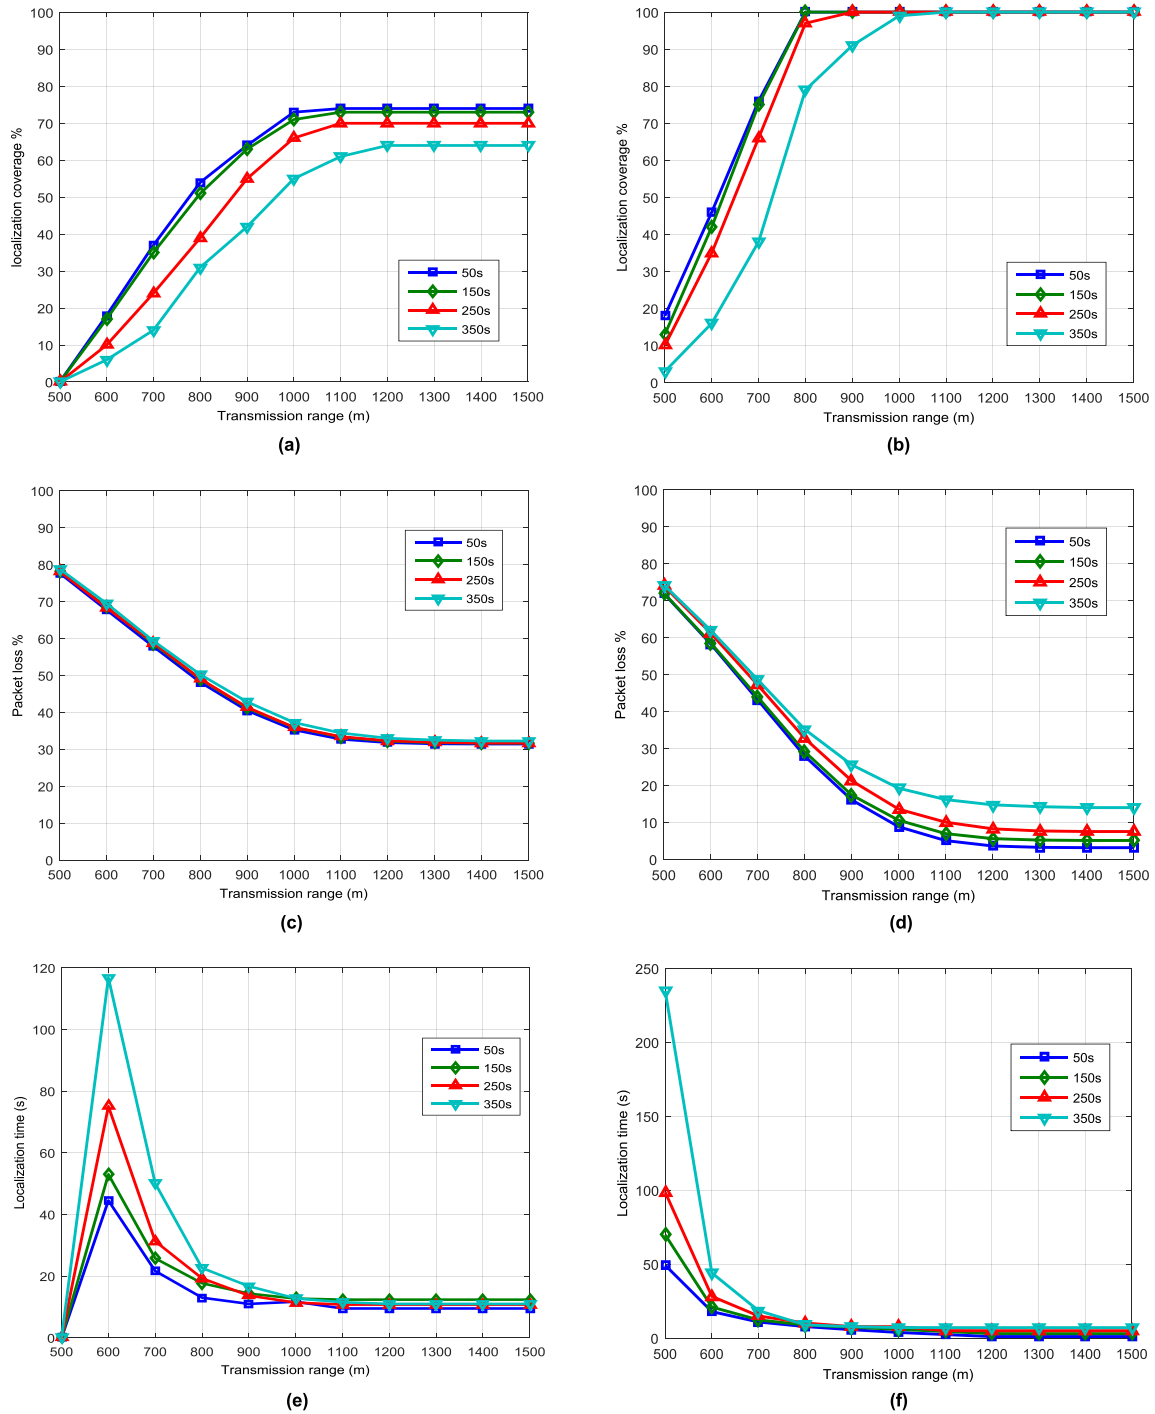 100
90
80
70
60
50
40
30
20
10
0
localization coverage %
50s
150s
250s
350s
500 600 700 800 900 1000 1100 1200 1300 1400 1500
Transmission range (m)
(a)
100
90
80
70
60
50
40
30
20
10
0
Localization coverage %
50s
150s
250s
350s
500 600 700 800 900 1000 1100 1200 1300 1400 1500
Transmission range (m)
(b)
100
90
80
70
60
50
40
30
20
10
0
Packet loss %
50s
150s
250s
350s
500 600 700 800 900 1000 1100 1200 1300 1400 1500
Transmission range (m)
(c)
100
90
80
70
60
50
40
30
20
10
0
Packet loss %
50s
150s
250s
350s
500 600 700 800 900 1000 1100 1200 1300 1400 1500
Transmission range (m)
(d)
120
100
80
60
40
20
0
Localization time (s)
50s
150s
250s
350s
500 600 700 800 900 1000 1100 1200 1300 1400 1500
Transmission range (m)
(e)
250
200
150
100
50
0
Localization time (s)
50s
150s
250s
350s
500 600 700 800 900 1000 1100 1200 1300 1400 1500
Transmission range (m)
(f)